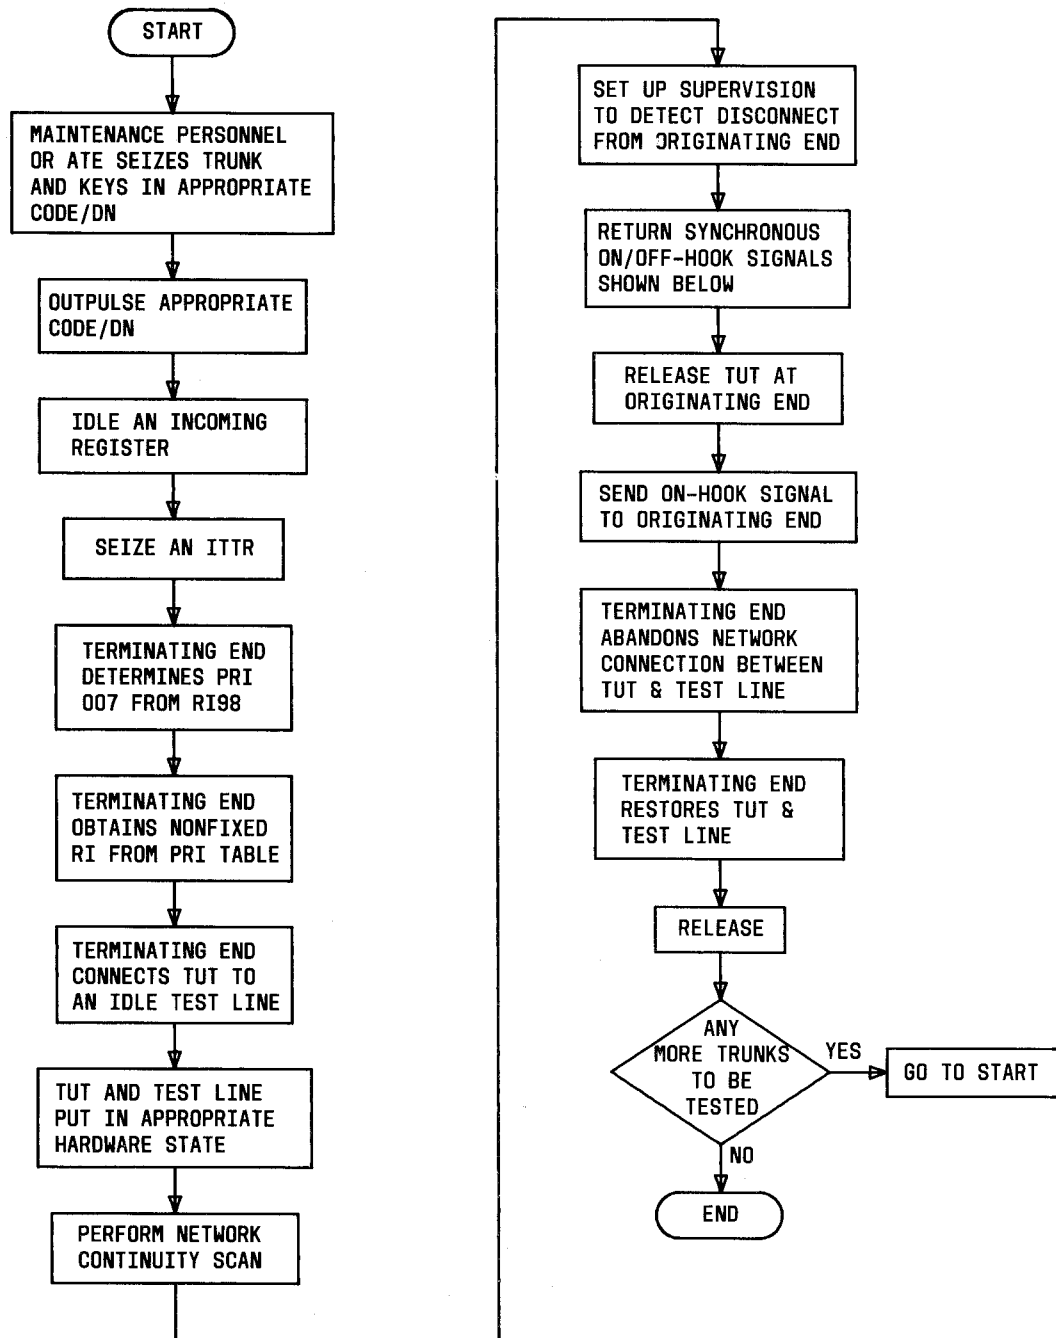 START
MAINTENANCE PERSONNEL
OR ATE SEIZES TRUNK
AND KEYS IN APPROPRIATE
CODE/DN
OUTPULSE APPROPRIATE
CODE/DN
IDLE AN INCOMING
REGISTER
SEIZE AN ITTR
TERMINATING END
DETERMINES PRI
007 FROM RI98
TERMINATING END
OBTAINS NONFIXED
RI FROM PRI TABLE
TERMINATING END
CONNECTS TUT TO
AN IDLE TEST LINE
TUT AND TEST LINE
PUT IN APPROPRIATE
HARDWARE STATE
PERFORM NETWORK
CONTINUITY SCAN
SET UP SUPERVISION
TO DETECT DISCONNECT
FROM ORIGINATING END
RETURN SYNCHRONOUS
ON/OFF-HOOK SIGNALS
SHOWN BELOW
RELEASE TUT AT
ORIGINATING END
SEND ON-HOOK SIGNAL
TO ORIGINATING END
TERMINATING END
ABANDONS NETWORK
CONNECTION BETWEEN
TUT & TEST LINE
TERMINATING END
RESTORES TUT &
TEST LINE
RELEASE
ANY
MORE TRUNKS
TO BE
TESTED
YES
GO TO START
NO
END